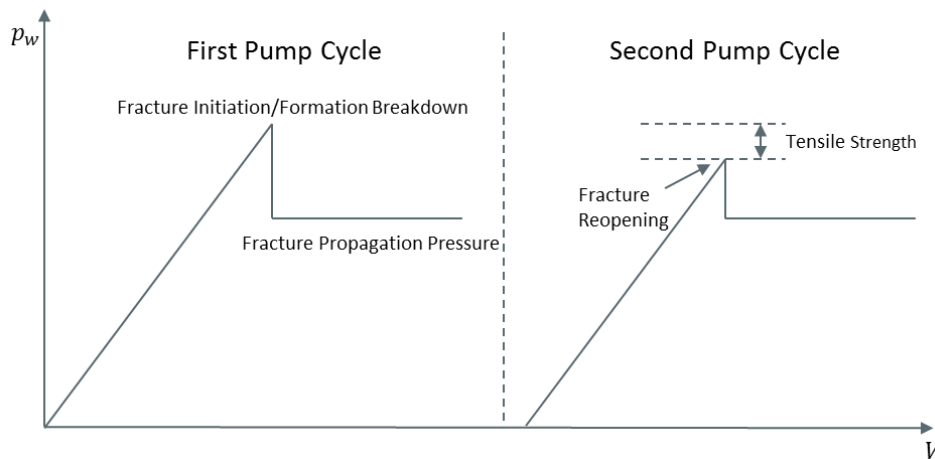 p_w
First Pump Cycle
Second Pump Cycle
Fracture Initiation/Formation Breakdown
Tensile Strength
Fracture
Reopening
Fracture Propagation Pressure
V